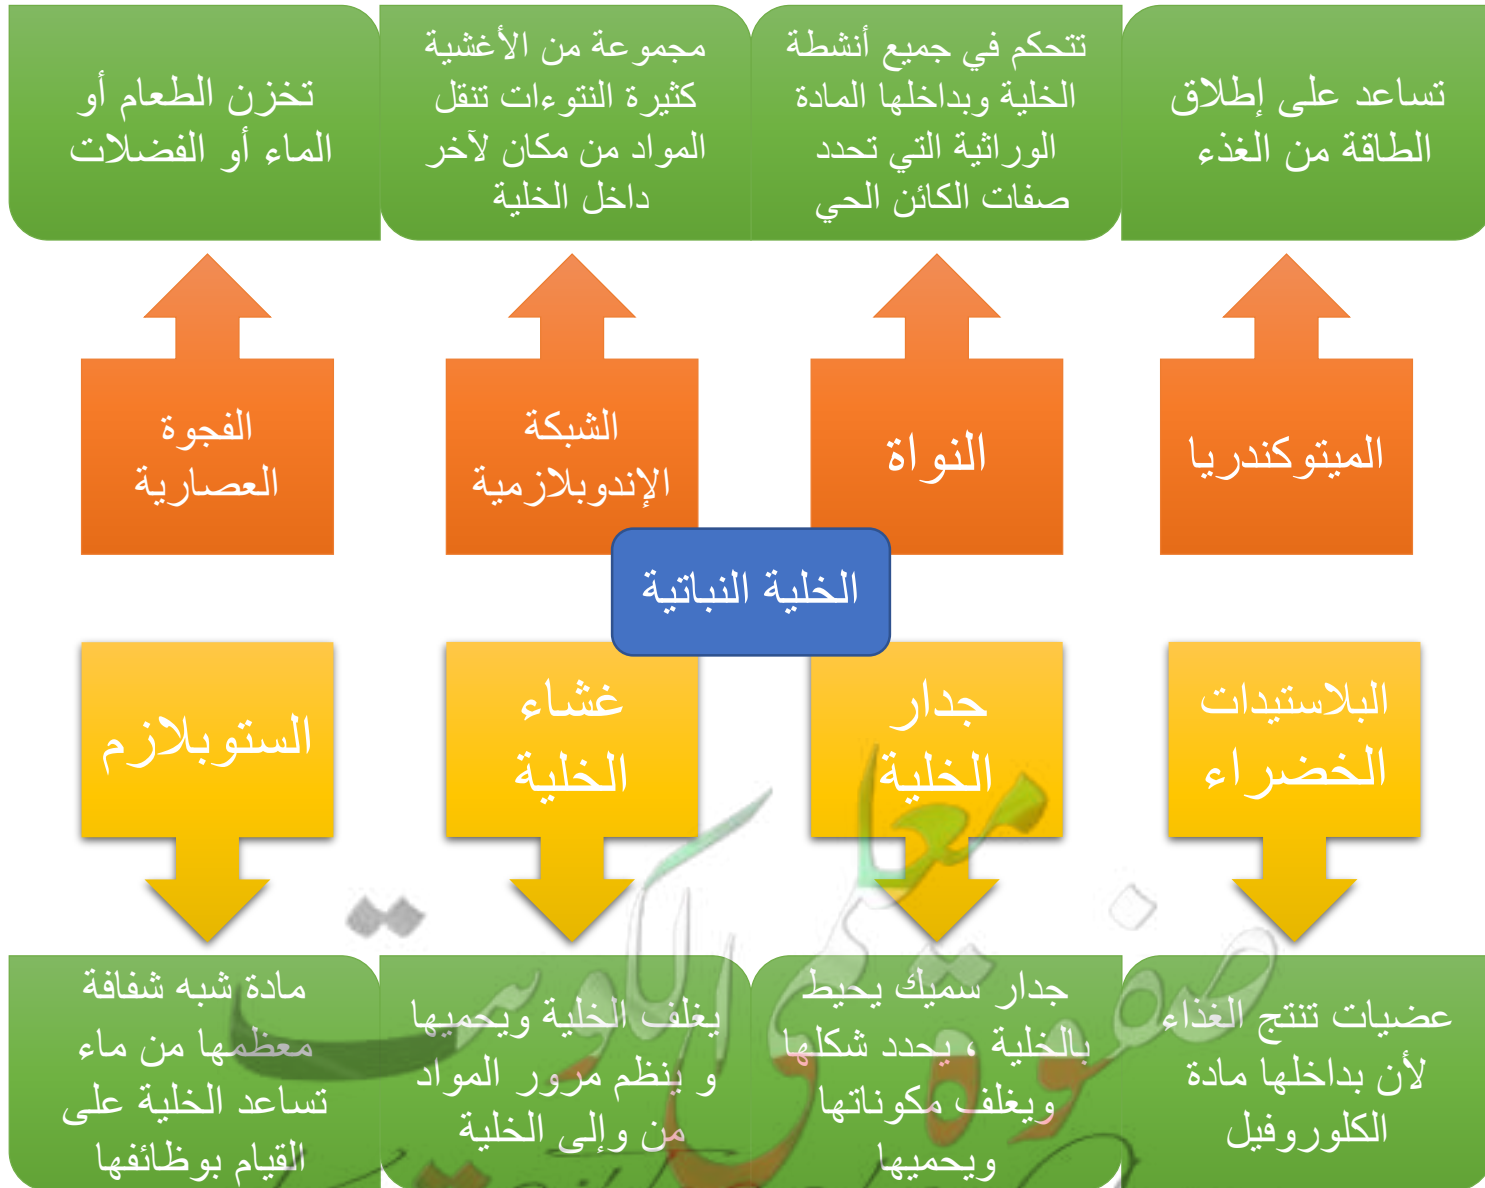 تساعد على إطلاق
الطاقة من الغذء
تتحكم في جميع أنشطة
الخلية وبداخلها المادة
الوراثية التي تحدد
صفات الكائن الحي
مجموعة من الأغشية
كثيرة النتوءات تنقل
المواد من مكان لآخر
داخل الخلية
تخزن الطعام أو
الماء أو الفضلات
الميتوكندريا
النواة
الشبكة
الإندوبلازمية
الفجوة
العصارية
الخلية النباتية
البلاستيدات
الخضراء
جدار
الخلية
غشاء
الخلية
الستوبلازم
عضيات تنتج الغذاء
لأن بداخلها مادة
الكلوروفيل
جدار سميك يحيط
بالخلية ، يحدد شكلها
ويغلف مكوناتها
ويحميها
يغلف الخلية ويحميها
و ينظم مرور المواد
من وإلى الخلية
مادة شبه شفافة
معظمها من ماء
تساعد الخلية على
القيام بوظائفها
صفوة معلمي الكويت